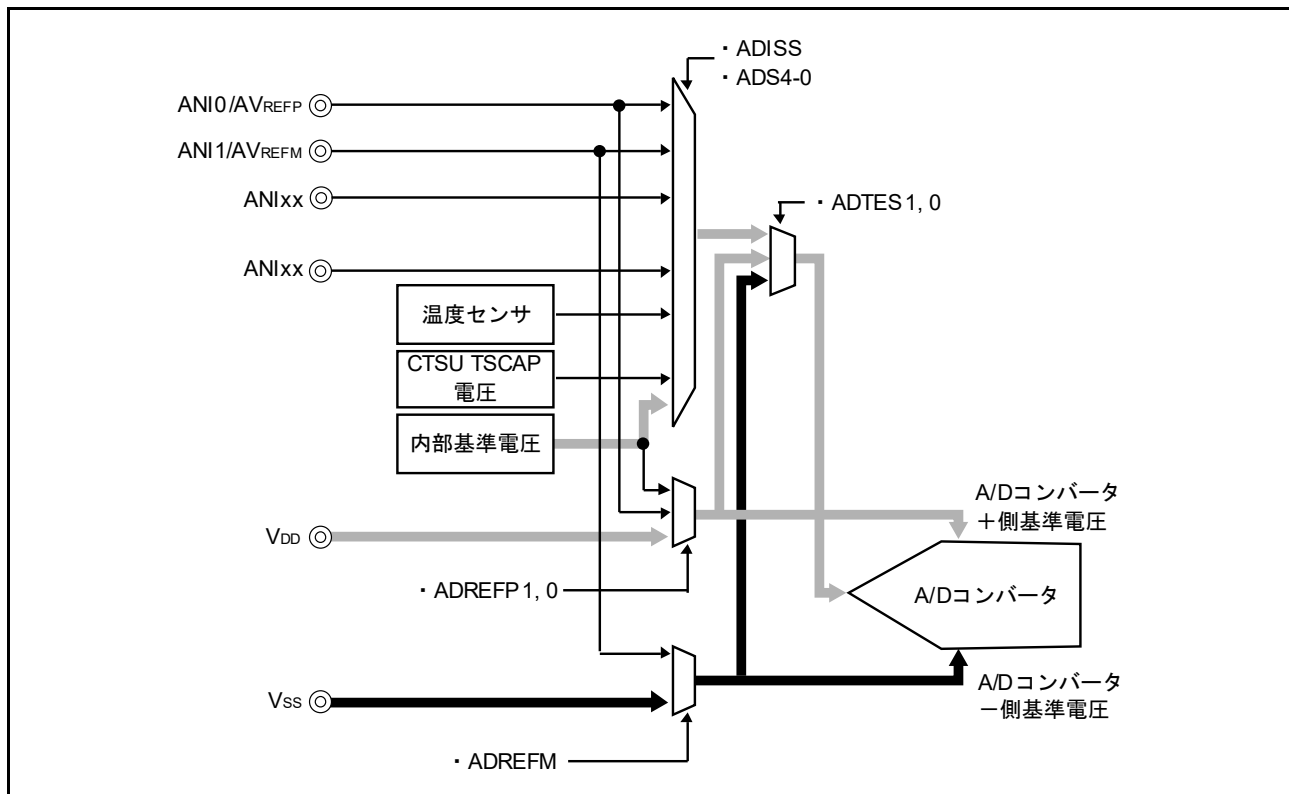 ・ADISS
・ADS4-0
ANI0/AVREFP
ANI1/AVREFM
ANIxx
・ADTES1, 0
ANIxx
温度センサ
CTSU TSCAP
電圧
内部基準電圧
A/Dコンバータ
+側基準電圧
VDD
・ADREFP1, 0
A/Dコンバータ
A/Dコンバータ
-側基準電圧
VSS
・ADREFM